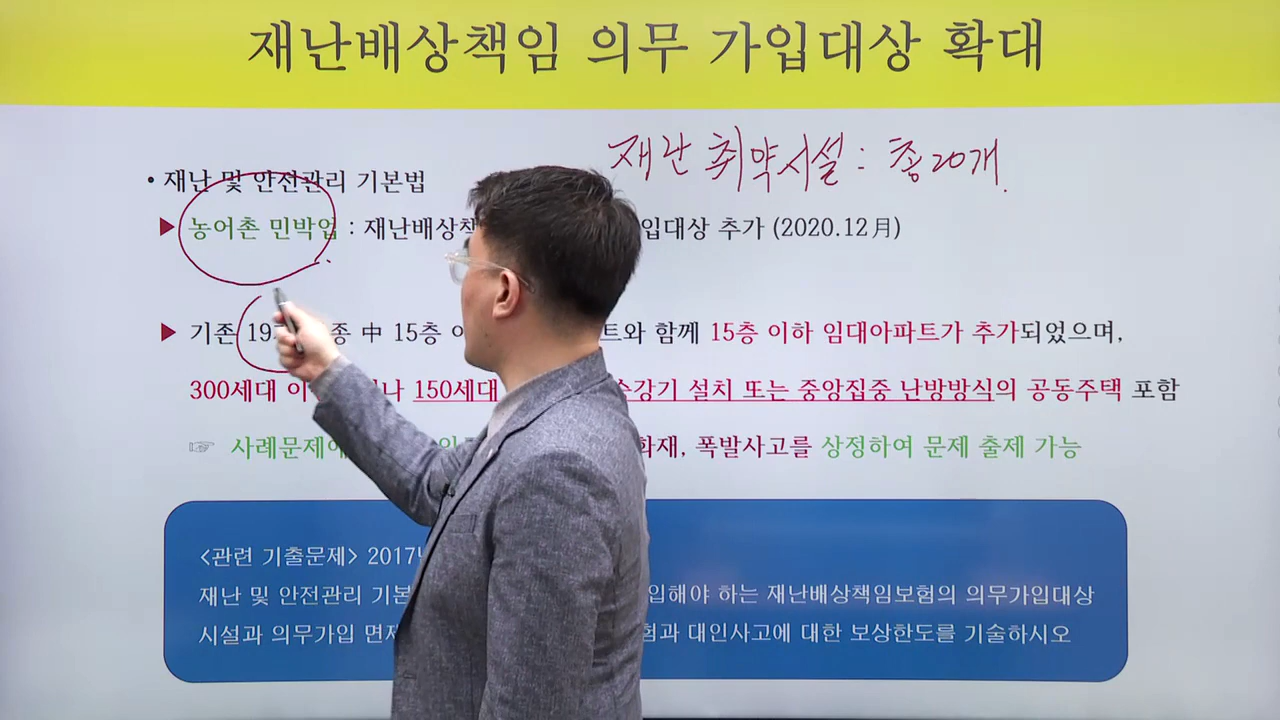 재난배상책임 의무 가입대상 확대
재난 취약시설 : 총 20개.
• 재난 및 안전관리 기본법
▶ 농어촌 민박업 : 재난배상책 입대상 추가 (2020.12月)
▶ 기존 19 종 中 15층 와 함께 15층 이하 임대아파트가 추가되었으며,
300세대 150세대 승강기 설치 또는 중앙집중 난방방식의 공동주택 포함
☞ 사례문제에 화재, 폭발사고를 상정하여 문제 출제 가능
<관련 기출문제> 2017
재난 및 안전관리 기본 입해야 하는 재난배상책임보험의 의무가입대상
시설과 의무가입 면제 험과 대인사고에 대한 보상한도를 기술하시오